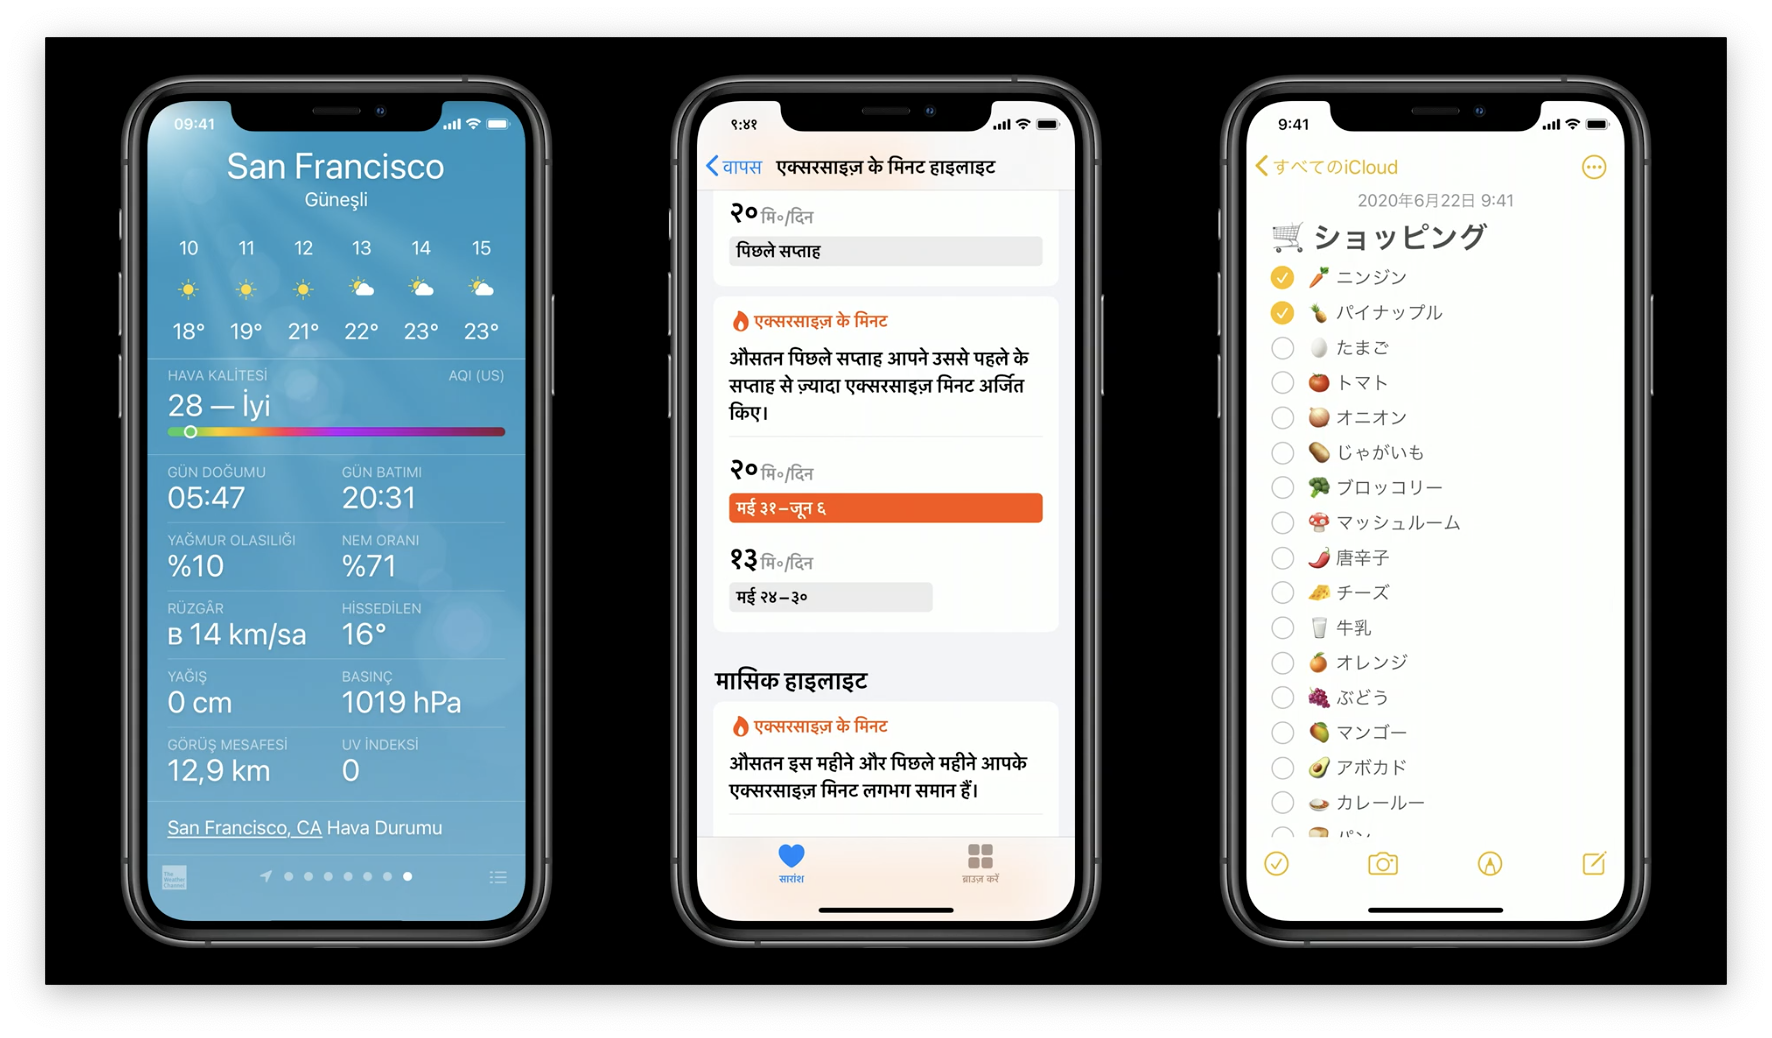 09:41
San Francisco
Güneşli
10 11 12 13 14 15
18° 19° 21° 22° 23° 23°
HAVA KALİTESİ AQI (US)
28 — İyi
GÜN DOĞUMU GÜN BATIMI
05:47 20:31
YAĞMUR OLASILIĞI NEM ORANI
%10 %71
RÜZGÂR HİSSEDİLEN
B 14 km/sa 16°
YAĞIŞ BASINÇ
0 cm 1019 hPa
GÖRÜŞ MESAFESİ UV İNDEKSİ
12,9 km 0
San Francisco, CA Hava Durumu
The Weather Channel
९:४१
वापस एक्सरसाइज़ के मिनट हाइलाइट
२० मि॰/दिन
पिछले सप्ताह
एक्सरसाइज़ के मिनट
औसतन पिछले सप्ताह आपने उससे पहले के
सप्ताह से ज़्यादा एक्सरसाइज़ मिनट अर्जित
किए।
२० मि॰/दिन
मई ३१–जून ६
१३ मि॰/दिन
मई २४–३०
मासिक हाइलाइट
एक्सरसाइज़ के मिनट
औसतन इस महीने और पिछले महीने आपके
एक्सरसाइज़ मिनट लगभग समान हैं।
सारांश ब्राउज़ करें
9:41
すべてのiCloud
2020年6月22日 9:41
ショッピング
ニンジン
パイナップル
たまご
トマト
オニオン
じゃがいも
ブロッコリー
マッシュルーム
唐辛子
チーズ
牛乳
オレンジ
ぶどう
マンゴー
アボカド
カレールー
パン